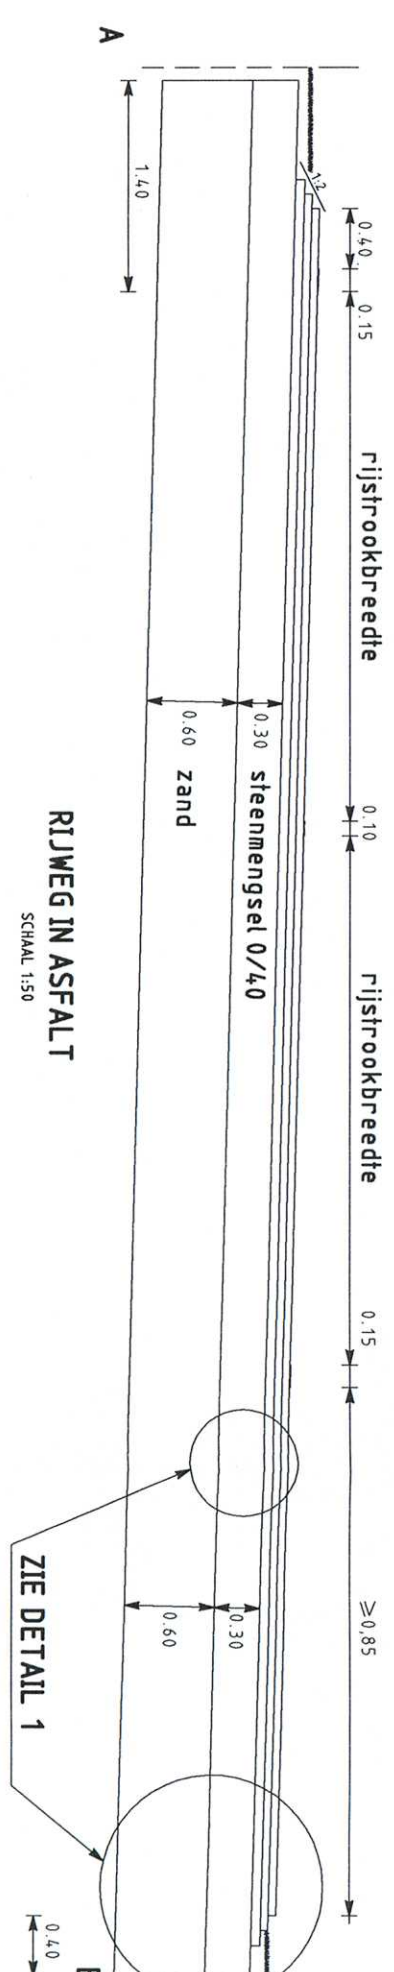 A
1:2
0.40
0.15
rijstrookbreedte
0.10
rijstrookbreedte
0.15
≥0,85
1.40
0.30
steenmengsel 0/40
0.60
zand
0.30
0.60
RIJWEG IN ASFALT
SCHAAL 1:50
ZIE DETAIL 1
0.40